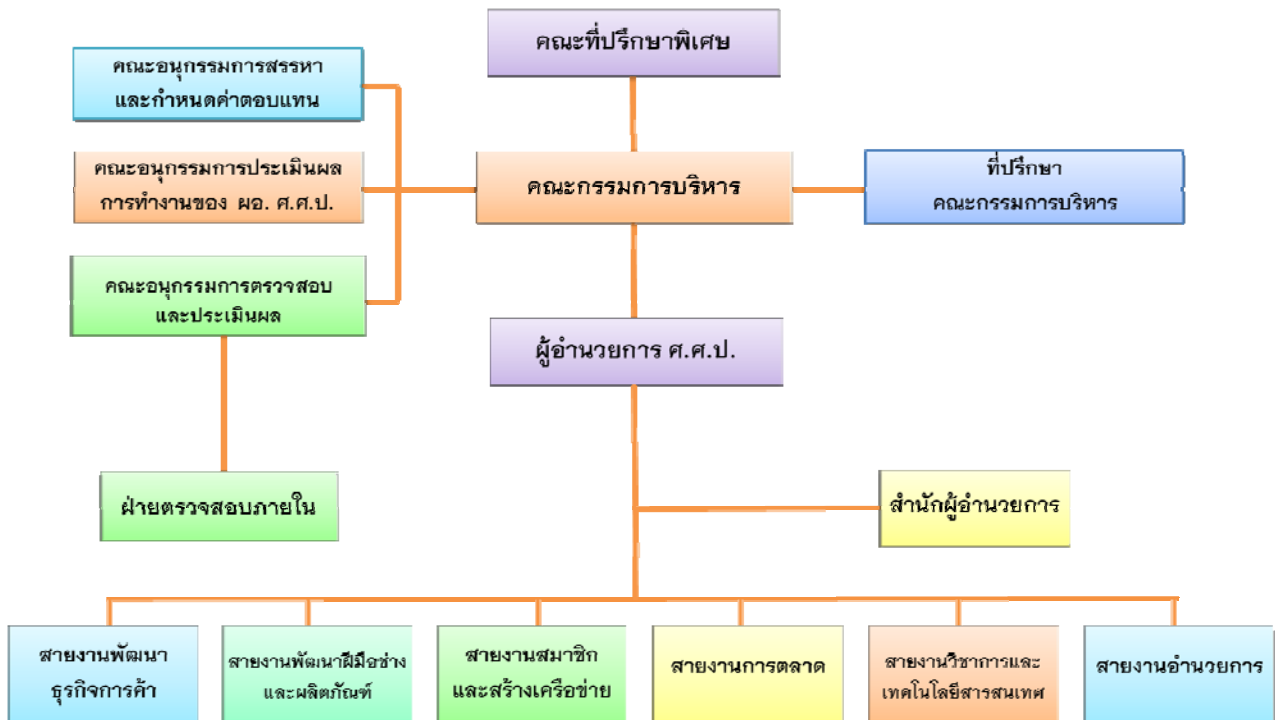 คณะที่ปรึกษาพิเศษ
คณะอนุกรรมการสรรหา
และกำหนดค่าตอบแทน
คณะอนุกรรมการประเมินผล
การทำงานของ ผอ. ศ.ศ.ป.
คณะกรรมการบริหาร
ที่ปรึกษา
คณะกรรมการบริหาร
คณะอนุกรรมการตรวจสอบ
และประเมินผล
ผู้อำนวยการ ศ.ศ.ป.
ฝ่ายตรวจสอบภายใน
สำนักผู้อำนวยการ
สายงานพัฒนา
ธุรกิจการค้า
สายงานพัฒนาฝีมือช่าง
และผลิตภัณฑ์
สายงานสมาชิก
และสร้างเครือข่าย
สายงานการตลาด
สายงานวิชาการและ
เทคโนโลยีสารสนเทศ
สายงานอำนวยการ